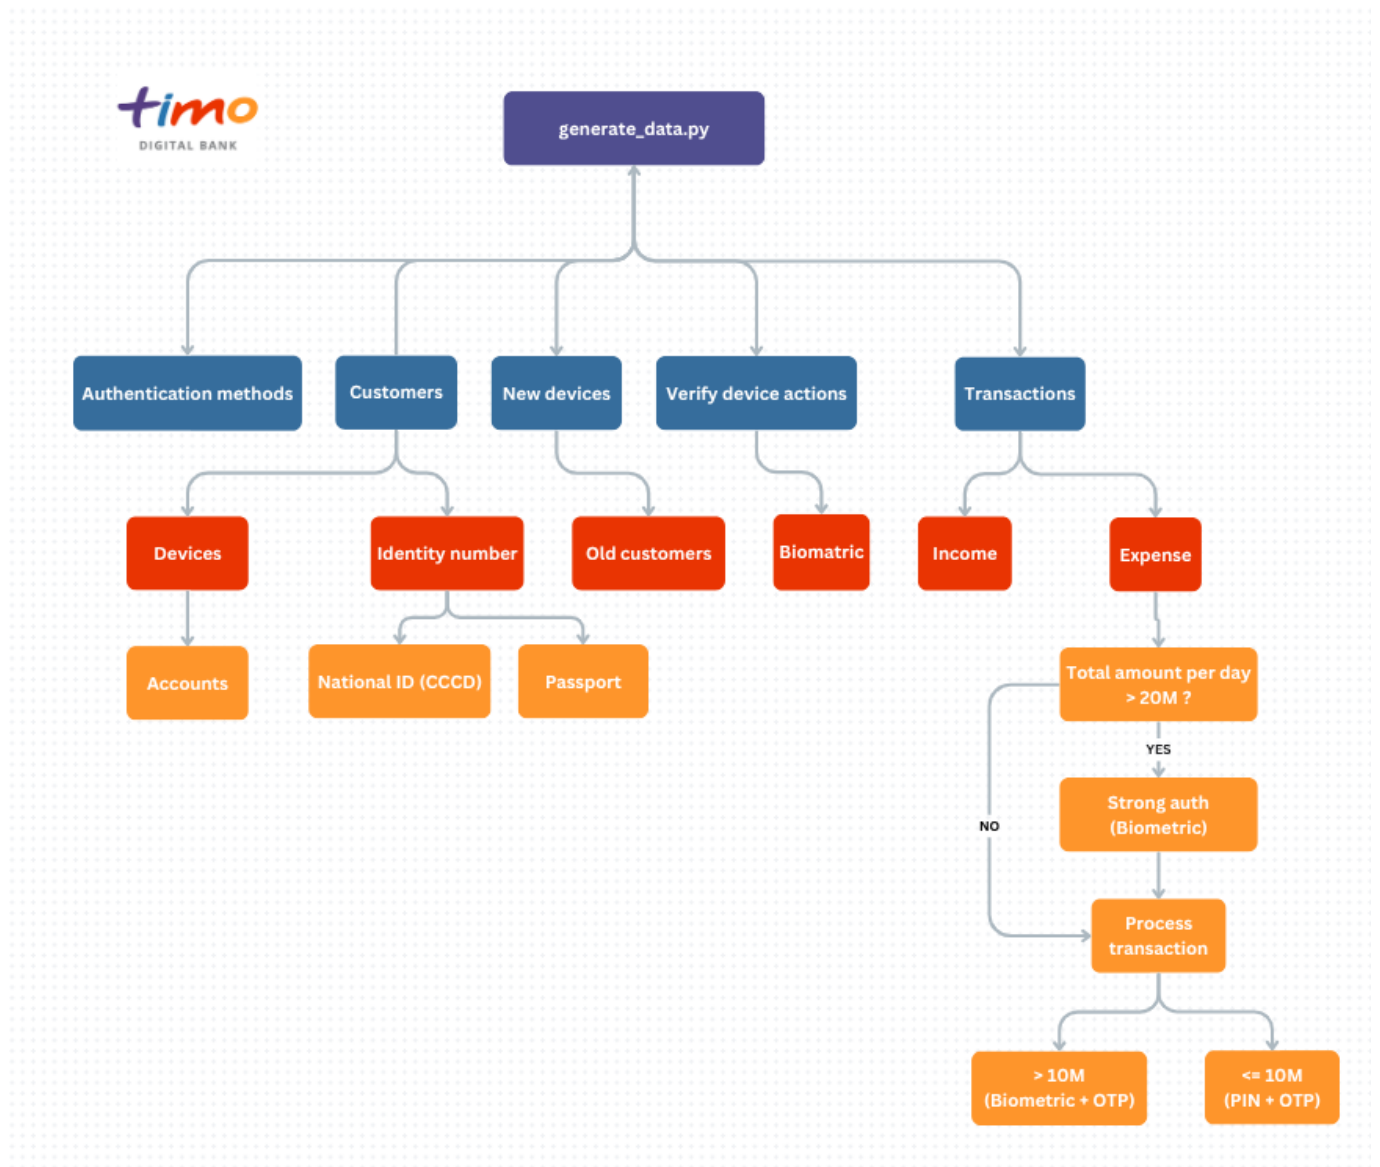 timo
DIGITAL BANK
generate_data.py
Authentication methods
Customers
New devices
Verify device actions
Transactions
Devices
Identity number
Old customers
Biomatric
Income
Expense
Accounts
National ID (CCCD)
Passport
Total amount per day
> 20M ?
YES
Strong auth
(Biometric)
NO
Process
transaction
> 10M
(Biometric + OTP)
<= 10M
(PIN + OTP)